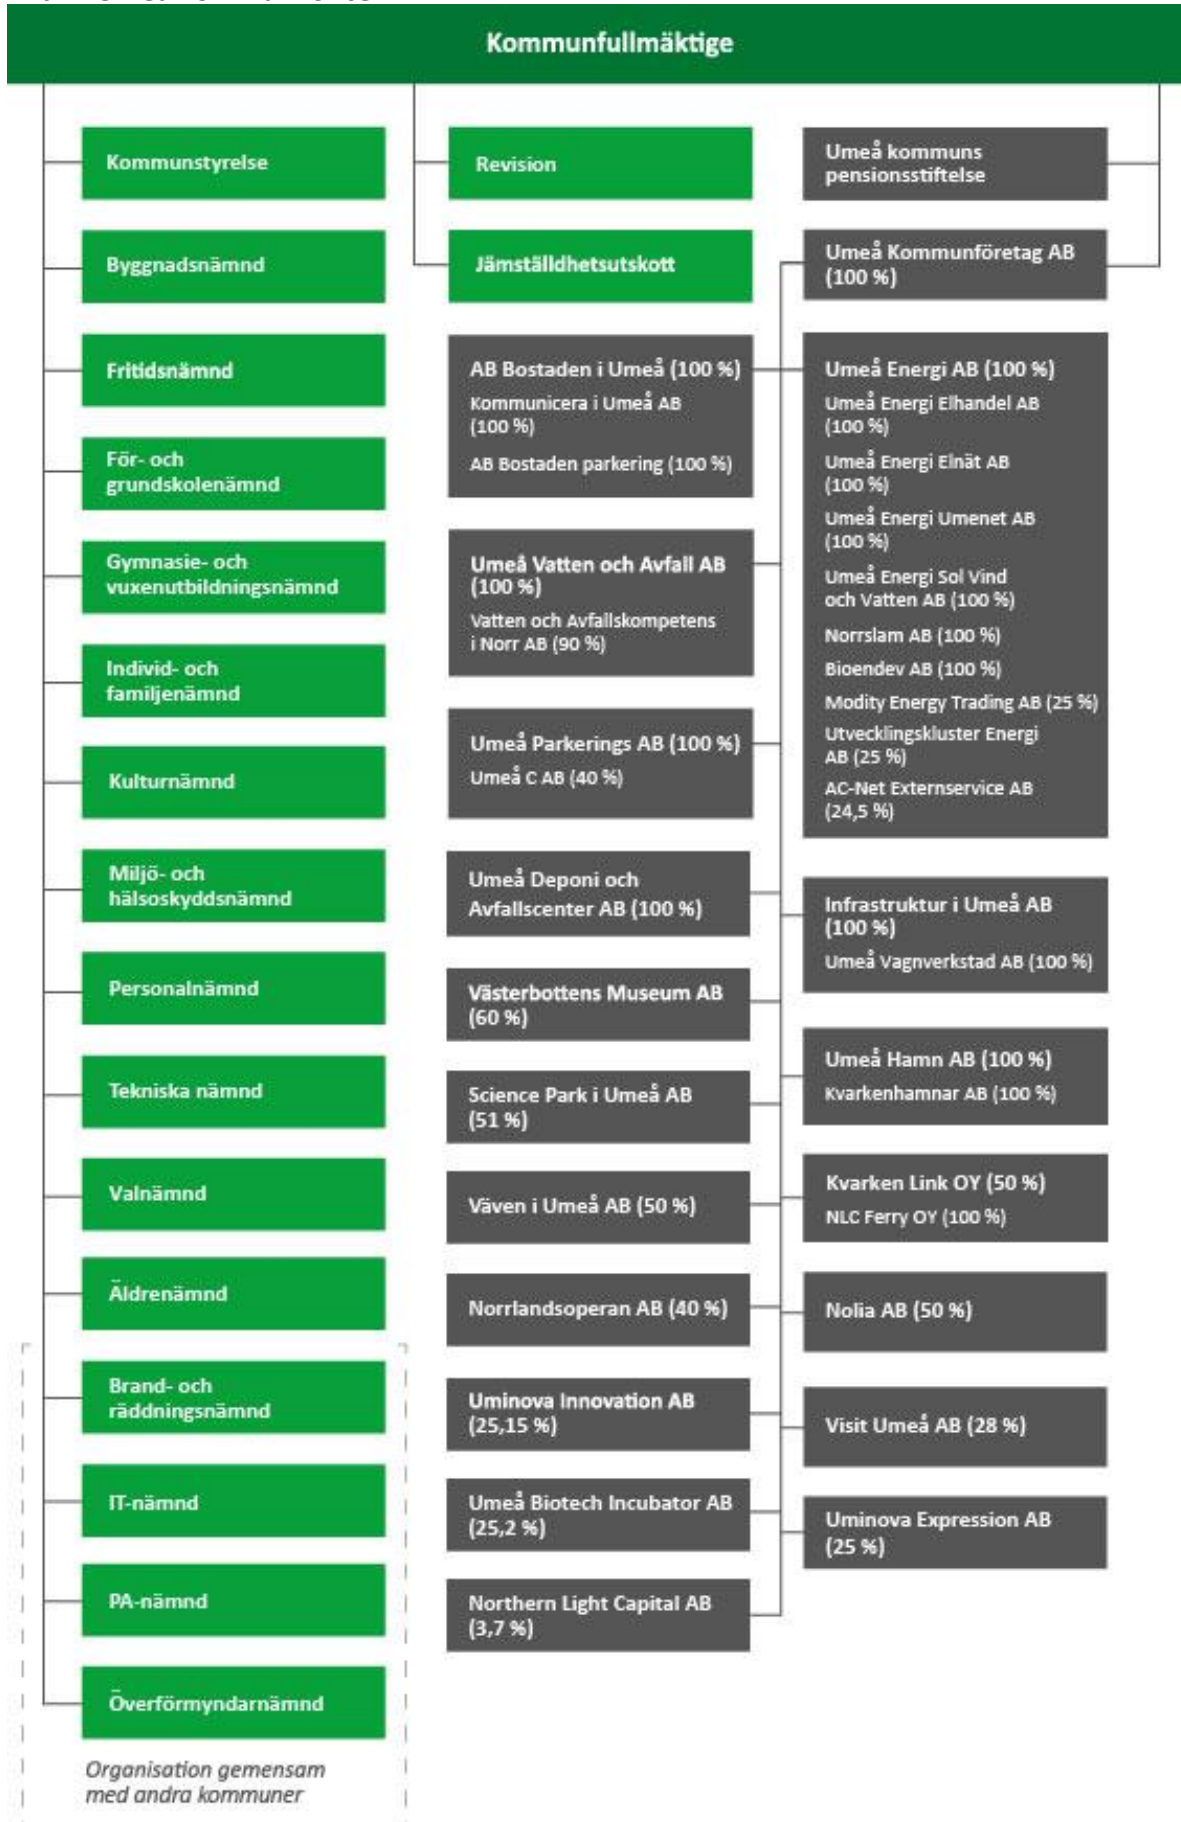 Kommunfullmäktige
Kommunstyrelse
Byggnadsnämnd
Fritidsnämnd
För- och
grundskolenämnd
Gymnasie- och
vuxenutbildningsnämnd
Individ- och
familjenämnd
Kulturnämnd
Miljö- och
hälsoskyddsnämnd
Personalnämnd
Tekniska nämnd
Valnämnd
Äldrenämnd
Brand- och
räddningsnämnd
IT-nämnd
PA-nämnd
Överförmyndarnämnd
Organisation gemensam
med andra kommuner
Revision
Jämställdhetsutskott
AB Bostaden i Umeå (100 %)
Kommunicera i Umeå AB
(100 %)
AB Bostaden parkering (100 %)
Umeå Vatten och Avfall AB
(100 %)
Vatten och Avfallskompetens
i Norr AB (90 %)
Umeå Parkerings AB (100 %)
Umeå C AB (40 %)
Umeå Deponi och
Avfallscenter AB (100 %)
Västerbottens Museum AB
(60 %)
Science Park i Umeå AB
(51 %)
Väven i Umeå AB (50 %)
Norrlandsoperan AB (40 %)
Uminova Innovation AB
(25,15 %)
Umeå Biotech Incubator AB
(25,2 %)
Northern Light Capital AB
(3,7 %)
Umeå kommuns
pensionsstiftelse
Umeå Kommunföretag AB
(100 %)
Umeå Energi AB (100 %)
Umeå Energi Elhandel AB
(100 %)
Umeå Energi Elnät AB
(100 %)
Umeå Energi Umenet AB
(100 %)
Umeå Energi Sol Vind
och Vatten AB (100 %)
Norrslam AB (100 %)
Bioendev AB (100 %)
Modity Energy Trading AB (25 %)
Utvecklingskluster Energi
AB (25 %)
AC-Net Externservice AB
(24,5 %)
Infrastruktur i Umeå AB
(100 %)
Umeå Vagnverkstad AB (100 %)
Umeå Hamn AB (100 %)
Kvarkenhamnar AB (100 %)
Kvarken Link OY (50 %)
NLC Ferry OY (100 %)
Nolia AB (50 %)
Visit Umeå AB (28 %)
Uminova Expression AB
(25 %)